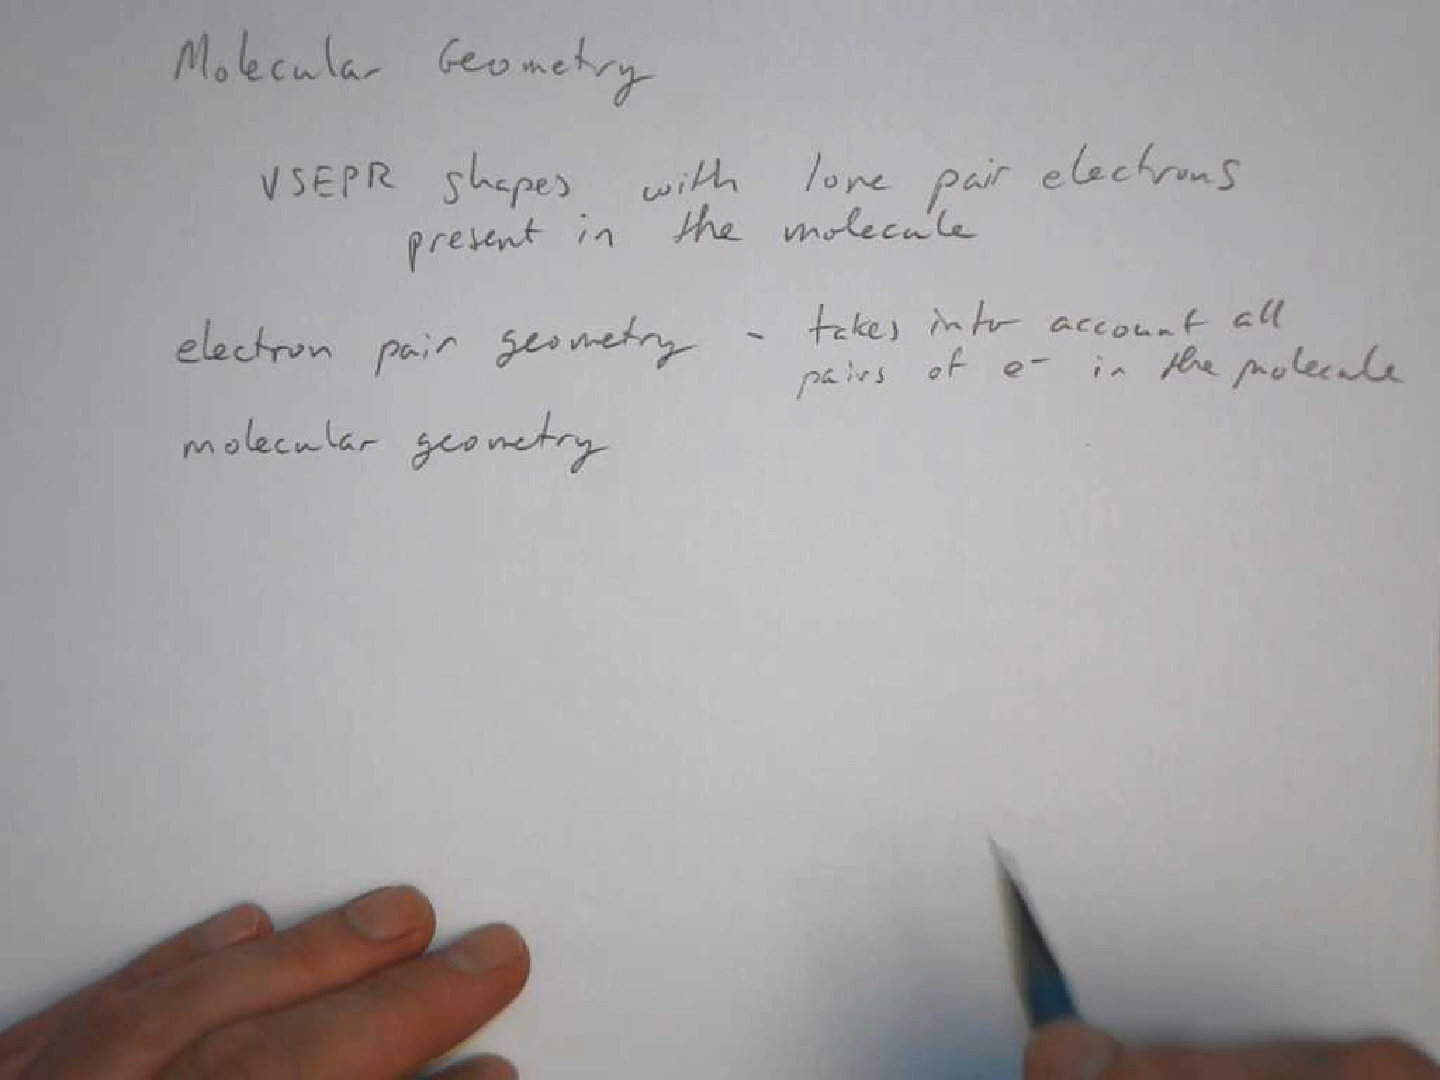 Molecular Geometry
VSEPR shapes with lone pair electrons
present in the molecule
electron pair geometry - takes into account all
pairs of e- in the molecule
molecular geometry